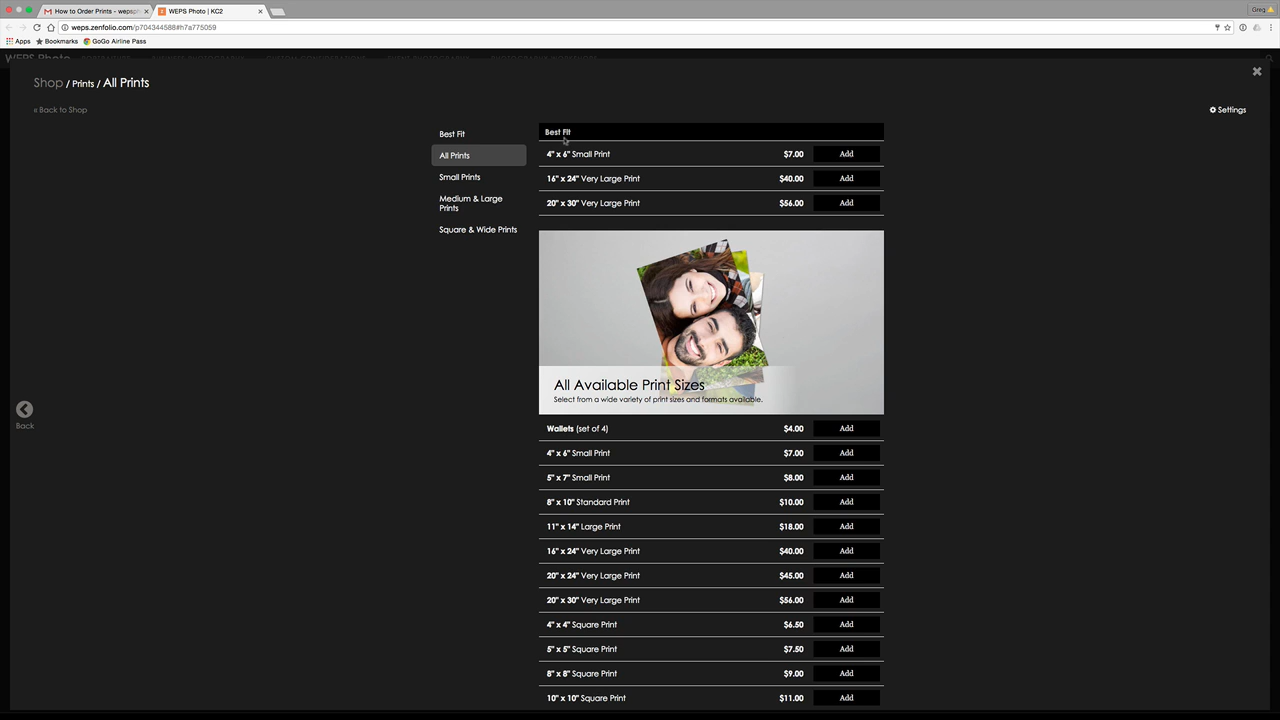 How to Order Prints - wepsph
WEPS Photo | KC2
Greg
weps.zenfolio.com/p704344588#h7a775059
Apps
Bookmarks
GoGo Airline Pass
WEPS Photo
Shop / Prints / All Prints
« Back to Shop
Settings
Best Fit
All Prints
Small Prints
Medium & Large
Prints
Square & Wide Prints
Best Fit
4" x 6" Small Print $7.00 Add
16" x 24" Very Large Print $40.00 Add
20" x 30" Very Large Print $56.00 Add
All Available Print Sizes
Select from a wide variety of print sizes and formats available.
Wallets (set of 4) $4.00 Add
4" x 6" Small Print $7.00 Add
5" x 7" Small Print $8.00 Add
8" x 10" Standard Print $10.00 Add
11" x 14" Large Print $18.00 Add
16" x 24" Very Large Print $40.00 Add
20" x 24" Very Large Print $45.00 Add
20" x 30" Very Large Print $56.00 Add
4" x 4" Square Print $6.50 Add
5" x 5" Square Print $7.50 Add
8" x 8" Square Print $9.00 Add
10" x 10" Square Print $11.00 Add
Back